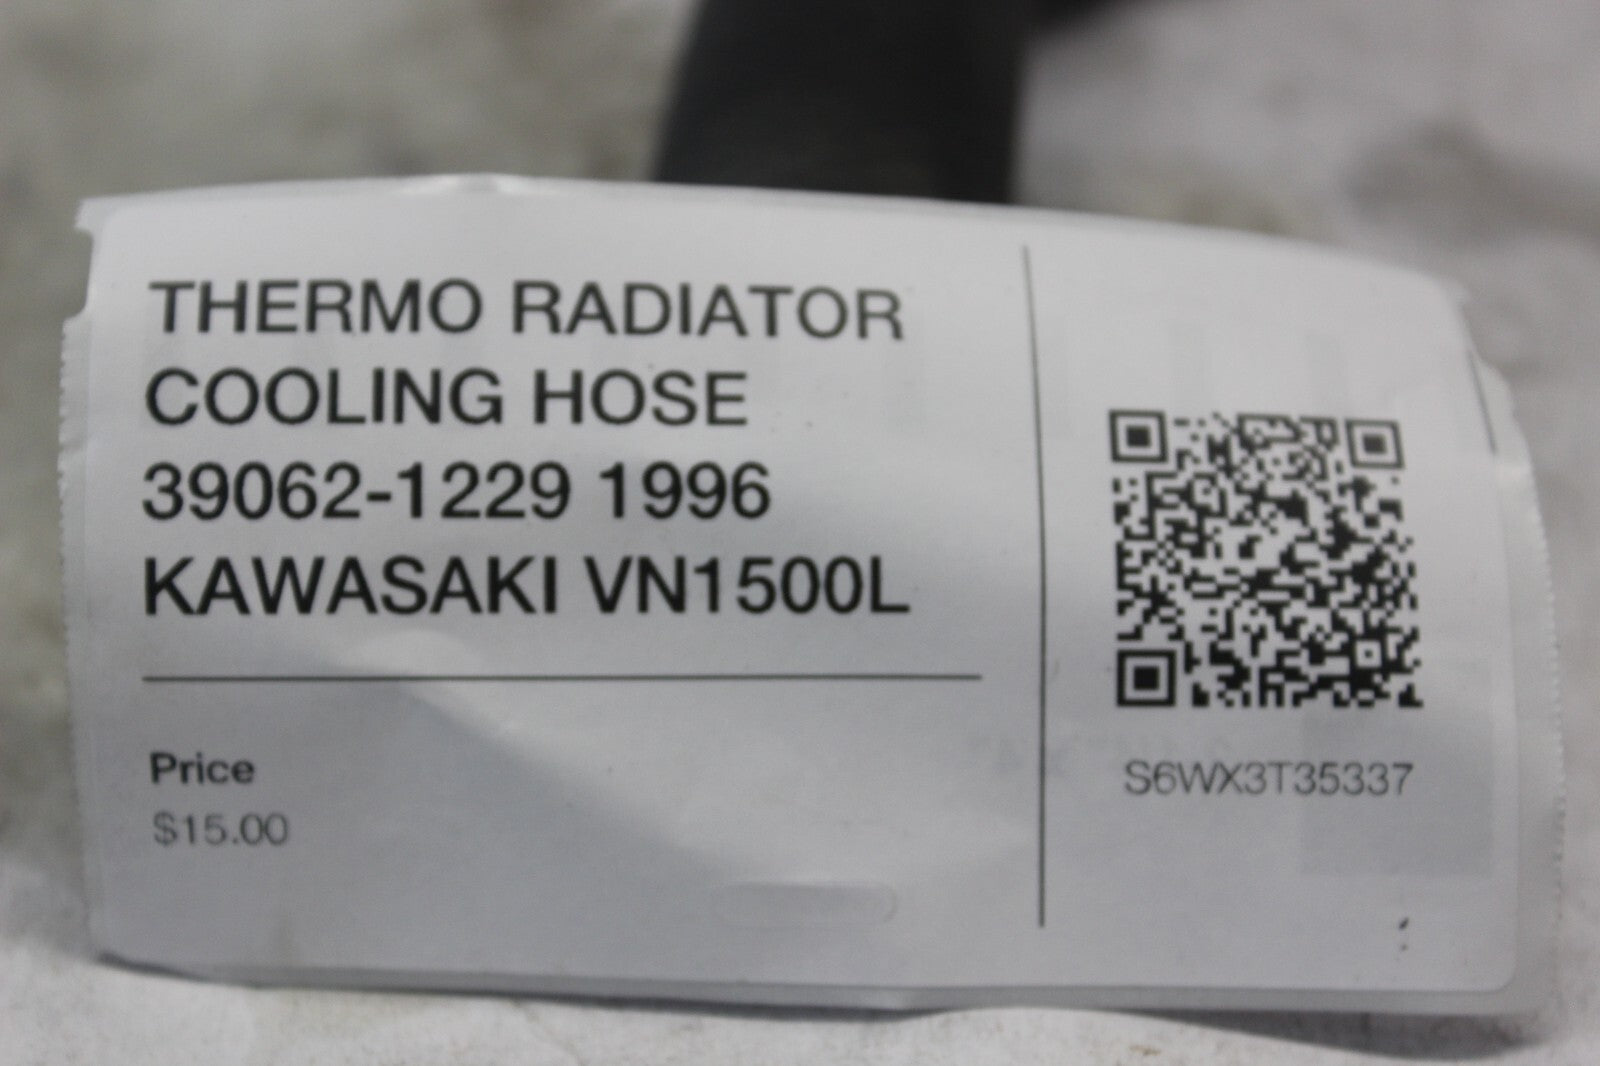 THERMO RADIATOR
COOLING HOSE
39062-1229 1996
KAWASAKI VN1500L
Price
$15.00
S6WX3T35337